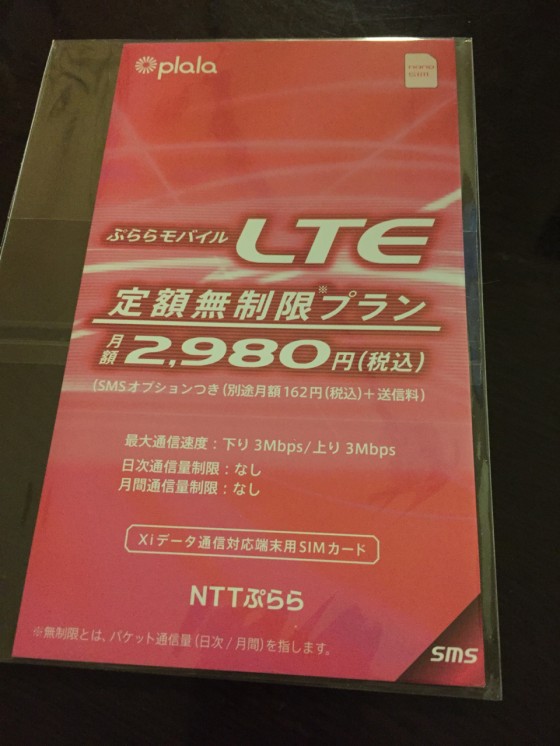 plala
nano
SIM
ぷららモバイル LTE
定額無制限※プラン
月額 2,980円(税込)
(SMSオプションつき(別途月額162円(税込)+送信料)
最大通信速度:下り 3Mbps/上り 3Mbps
日次通信量制限:なし
月間通信量制限:なし
Xiデータ通信対応端末用SIMカード
NTTぷらら
※無制限とは、パケット通信量(日次/月間)を指します。
SMS